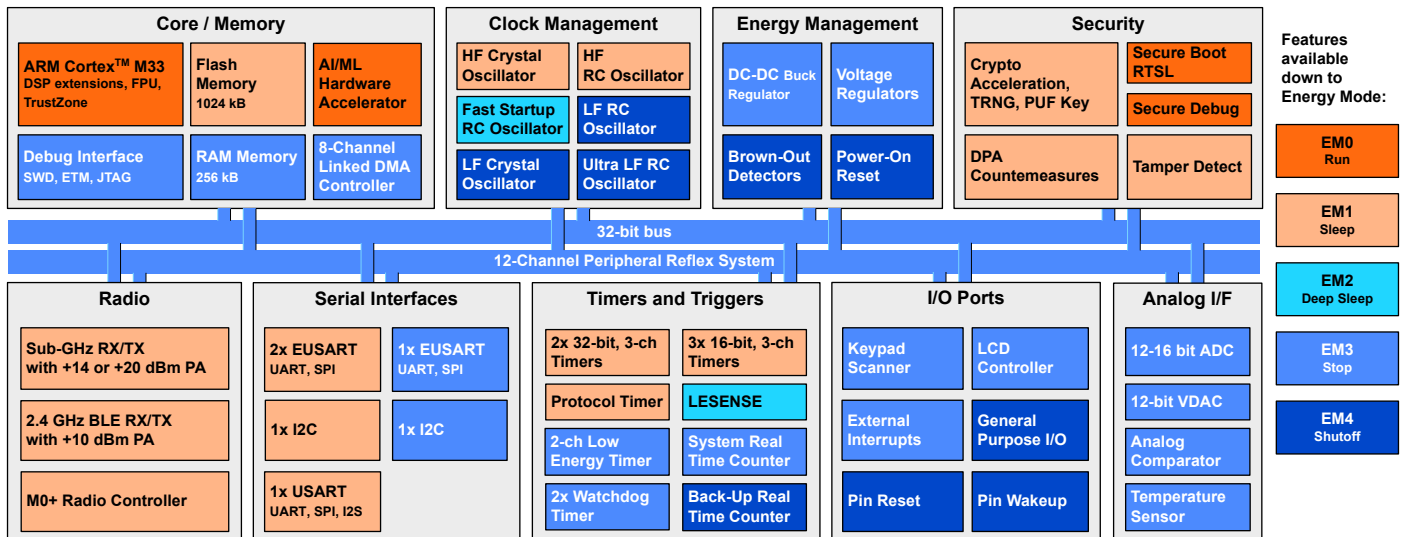 Core / Memory
ARM Cortex™ M33
DSP extensions, FPU,
TrustZone
Flash
Memory
1024 kB
AI/ML
Hardware
Accelerator
Debug Interface
SWD, ETM, JTAG
RAM Memory
256 kB
8-Channel
Linked DMA
Controller
Clock Management
HF Crystal
Oscillator
HF
RC Oscillator
Fast Startup
RC Oscillator
LF RC
Oscillator
LF Crystal
Oscillator
Ultra LF RC
Oscillator
Energy Management
DC-DC Buck
Regulator
Voltage
Regulators
Brown-Out
Detectors
Power-On
Reset
Security
Crypto
Acceleration,
TRNG, PUF Key
Secure Boot
RTSL
Secure Debug
DPA
Countemeasures
Tamper Detect
32-bit bus
12-Channel Peripheral Reflex System
Radio
Sub-GHz RX/TX
with +14 or +20 dBm PA
2.4 GHz BLE RX/TX
with +10 dBm PA
M0+ Radio Controller
Serial Interfaces
2x EUSART
UART, SPI
1x EUSART
UART, SPI
1x I2C
1x I2C
1x USART
UART, SPI, I2S
Timers and Triggers
2x 32-bit, 3-ch
Timers
3x 16-bit, 3-ch
Timers
Protocol Timer
LESENSE
2-ch Low
Energy Timer
System Real
Time Counter
2x Watchdog
Timer
Back-Up Real
Time Counter
I/O Ports
Keypad
Scanner
LCD
Controller
External
Interrupts
General
Purpose I/O
Pin Reset
Pin Wakeup
Analog I/F
12-16 bit ADC
12-bit VDAC
Analog
Comparator
Temperature
Sensor
Features
available
down to
Energy Mode:
EM0
Run
EM1
Sleep
EM2
Deep Sleep
EM3
Stop
EM4
Shutoff